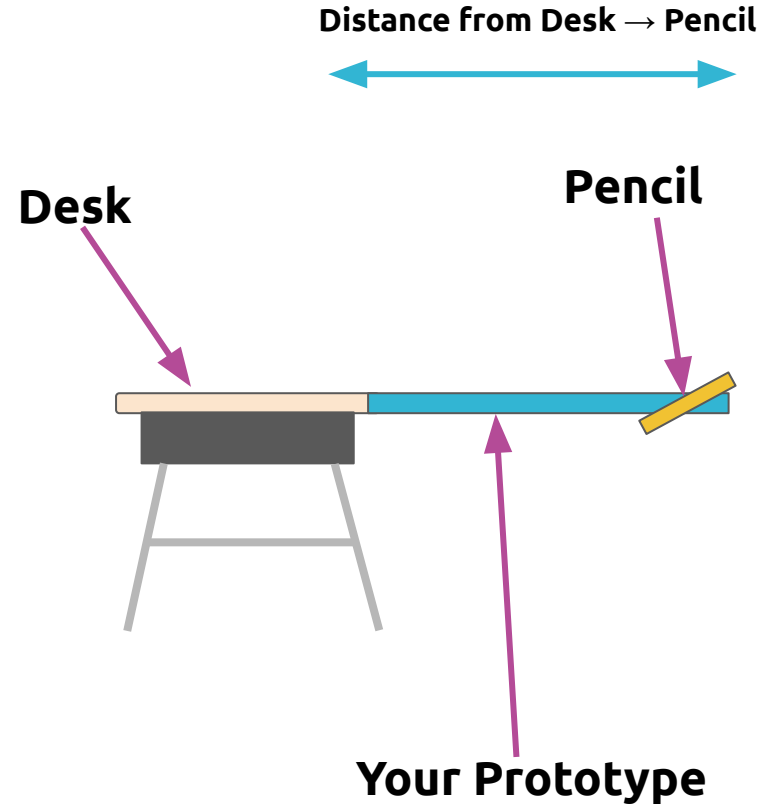 Distance from Desk → Pencil
Pencil
Desk
Your Prototype